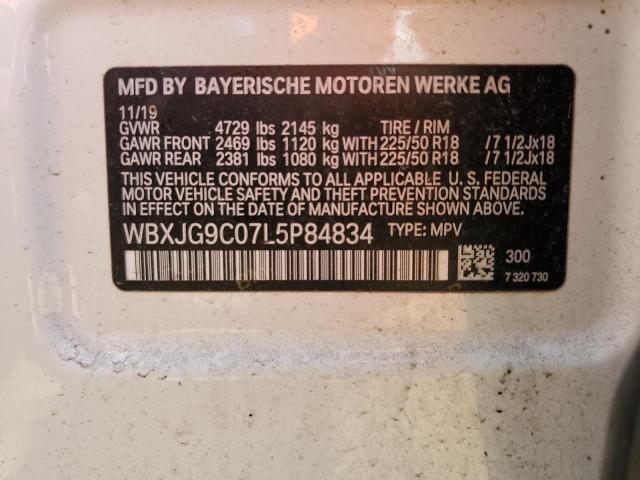 MFD BY BAYERISCHE MOTOREN WERKE AG
11/19
GVWR 4729 lbs 2145 kg TIRE / RIM
GAWR FRONT 2469 lbs 1120 kg WITH 225/50 R18 /7 1/2Jx18
GAWR REAR 2381 lbs 1080 kg WITH 225/50 R18 /7 1/2Jx18
THIS VEHICLE CONFORMS TO ALL APPLICABLE U. S. FEDERAL
MOTOR VEHICLE SAFETY AND THEFT PREVENTION STANDARDS
IN EFFECT ON THE DATE OF MANUFACTURE SHOWN ABOVE.
WBXJG9C07L5P84834 TYPE: MPV
300
7 320 730